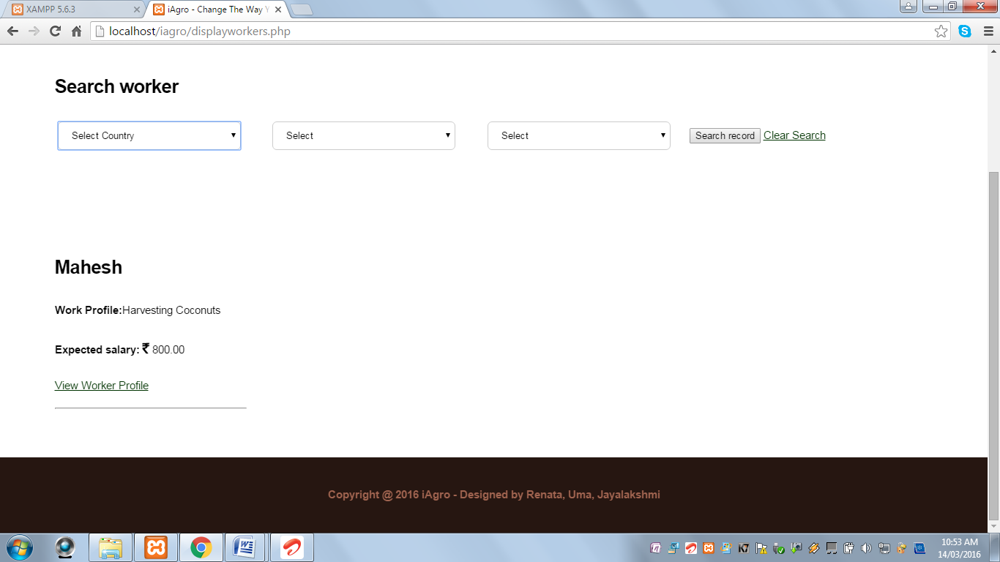 XAMPP 5.6.3
iAgro - Change The Way Y
localhost/iagro/displayworkers.php
Search worker
Select Country
Select
Select
Search record
Clear Search
Mahesh
Work Profile:Harvesting Coconuts
Expected salary: ₹ 800.00
View Worker Profile
Copyright @ 2016 iAgro - Designed by Renata, Uma, Jayalakshmi
K7
10:53 AM
14/03/2016